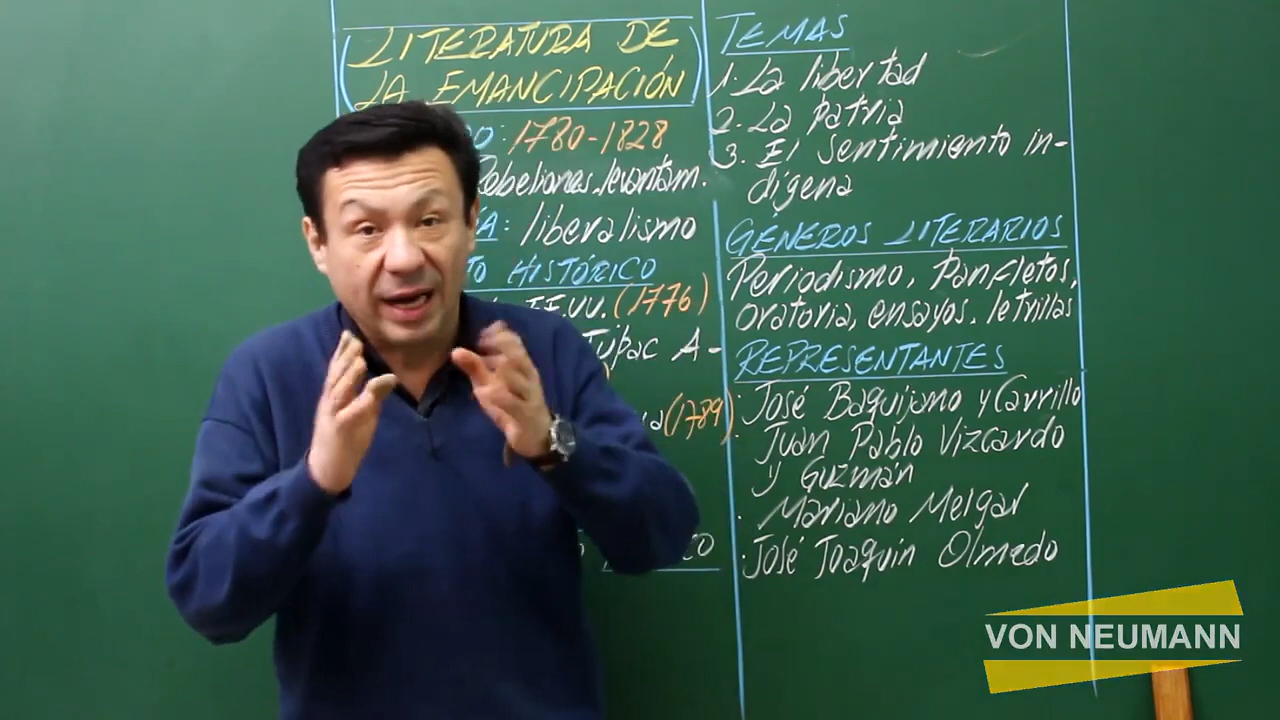 LITERATURA DE
LA EMANCIPACIÓN
1780-1828
Rebeliones, levantam.
liberalismo
HISTÓRICO
EE.UU. (1776)
Túpac A-
(1789)
TEMAS
1. La libertad
2. La patria
3. El sentimiento in-
dígena
GÉNEROS LITERARIOS
Periodismo, Panfletos,
oratoria, ensayos, letrillas
REPRESENTANTES
José Baquijano y Carrillo
· Juan Pablo Vizcardo
y Guzmán
· Mariano Melgar
· José Joaquín Olmedo
VON NEUMANN